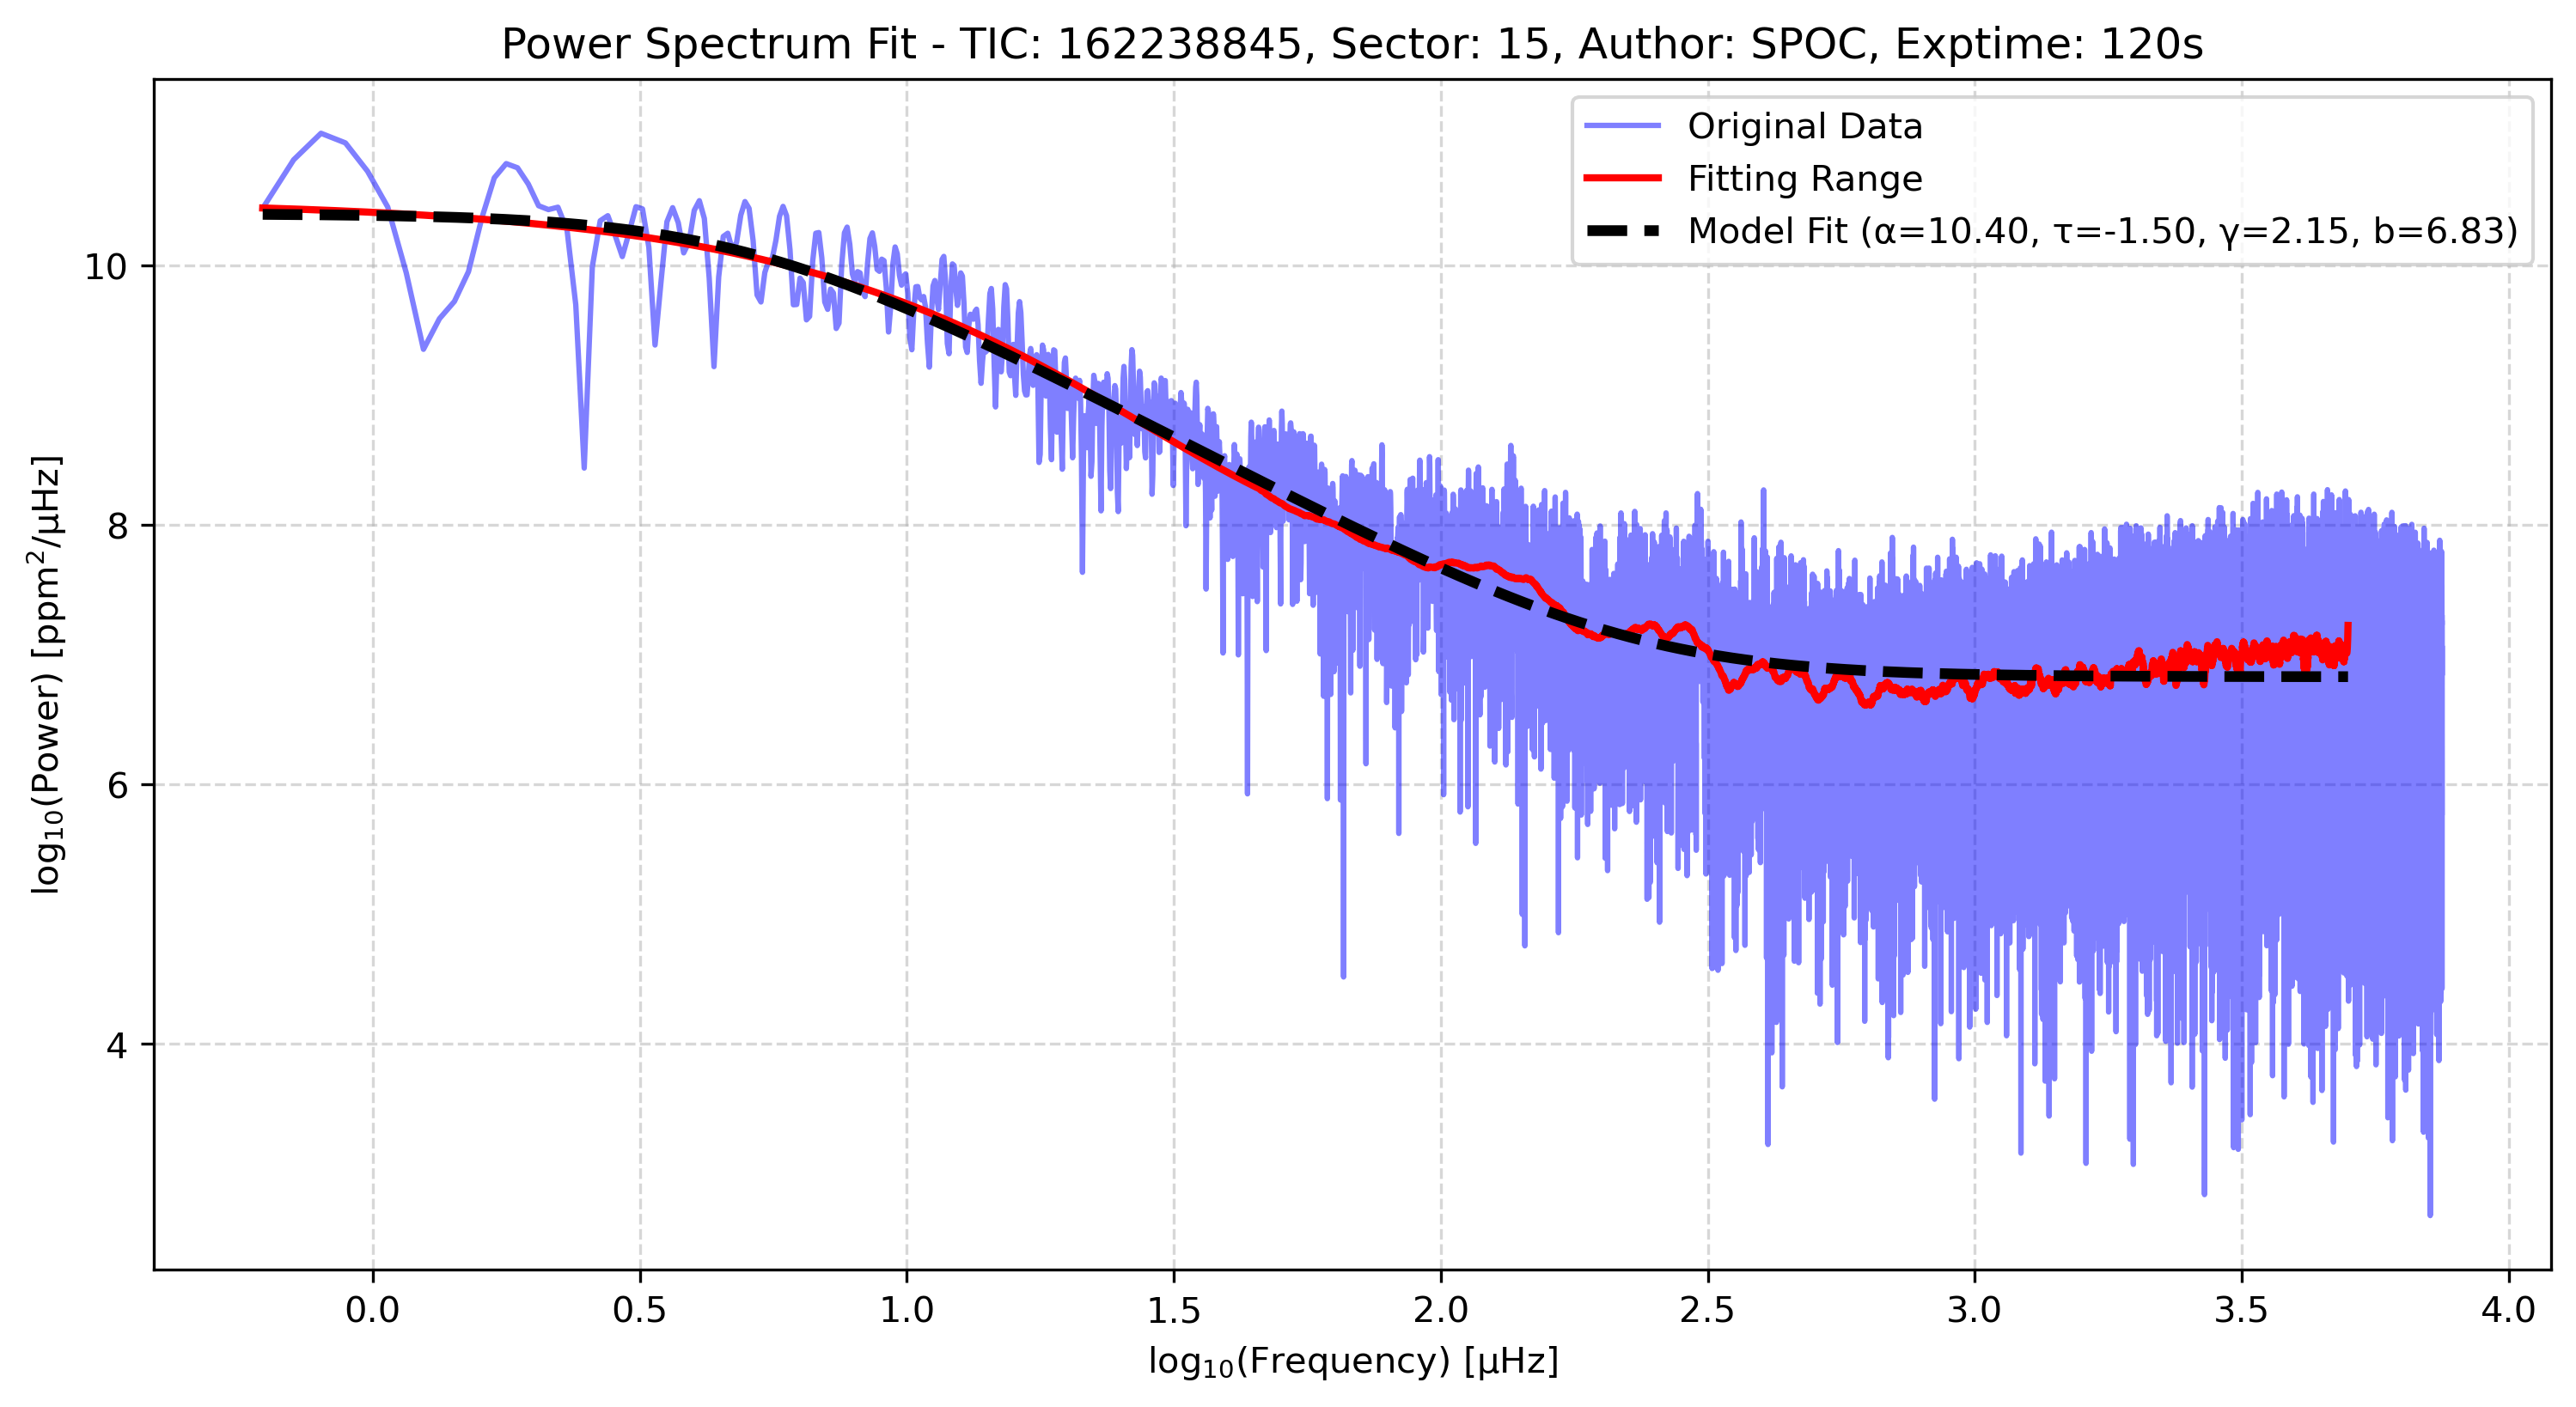 Power Spectrum Fit - TIC: 162238845, Sector: 15, Author: SPOC, Exptime: 120s
Original Data
Fitting Range
Model Fit (α=10.40, τ=-1.50, γ=2.15, b=6.83)
log₁₀(Power) [ppm²/μHz]
10
8
6
4
0.0 0.5 1.0 1.5 2.0 2.5 3.0 3.5 4.0
log₁₀(Frequency) [μHz]